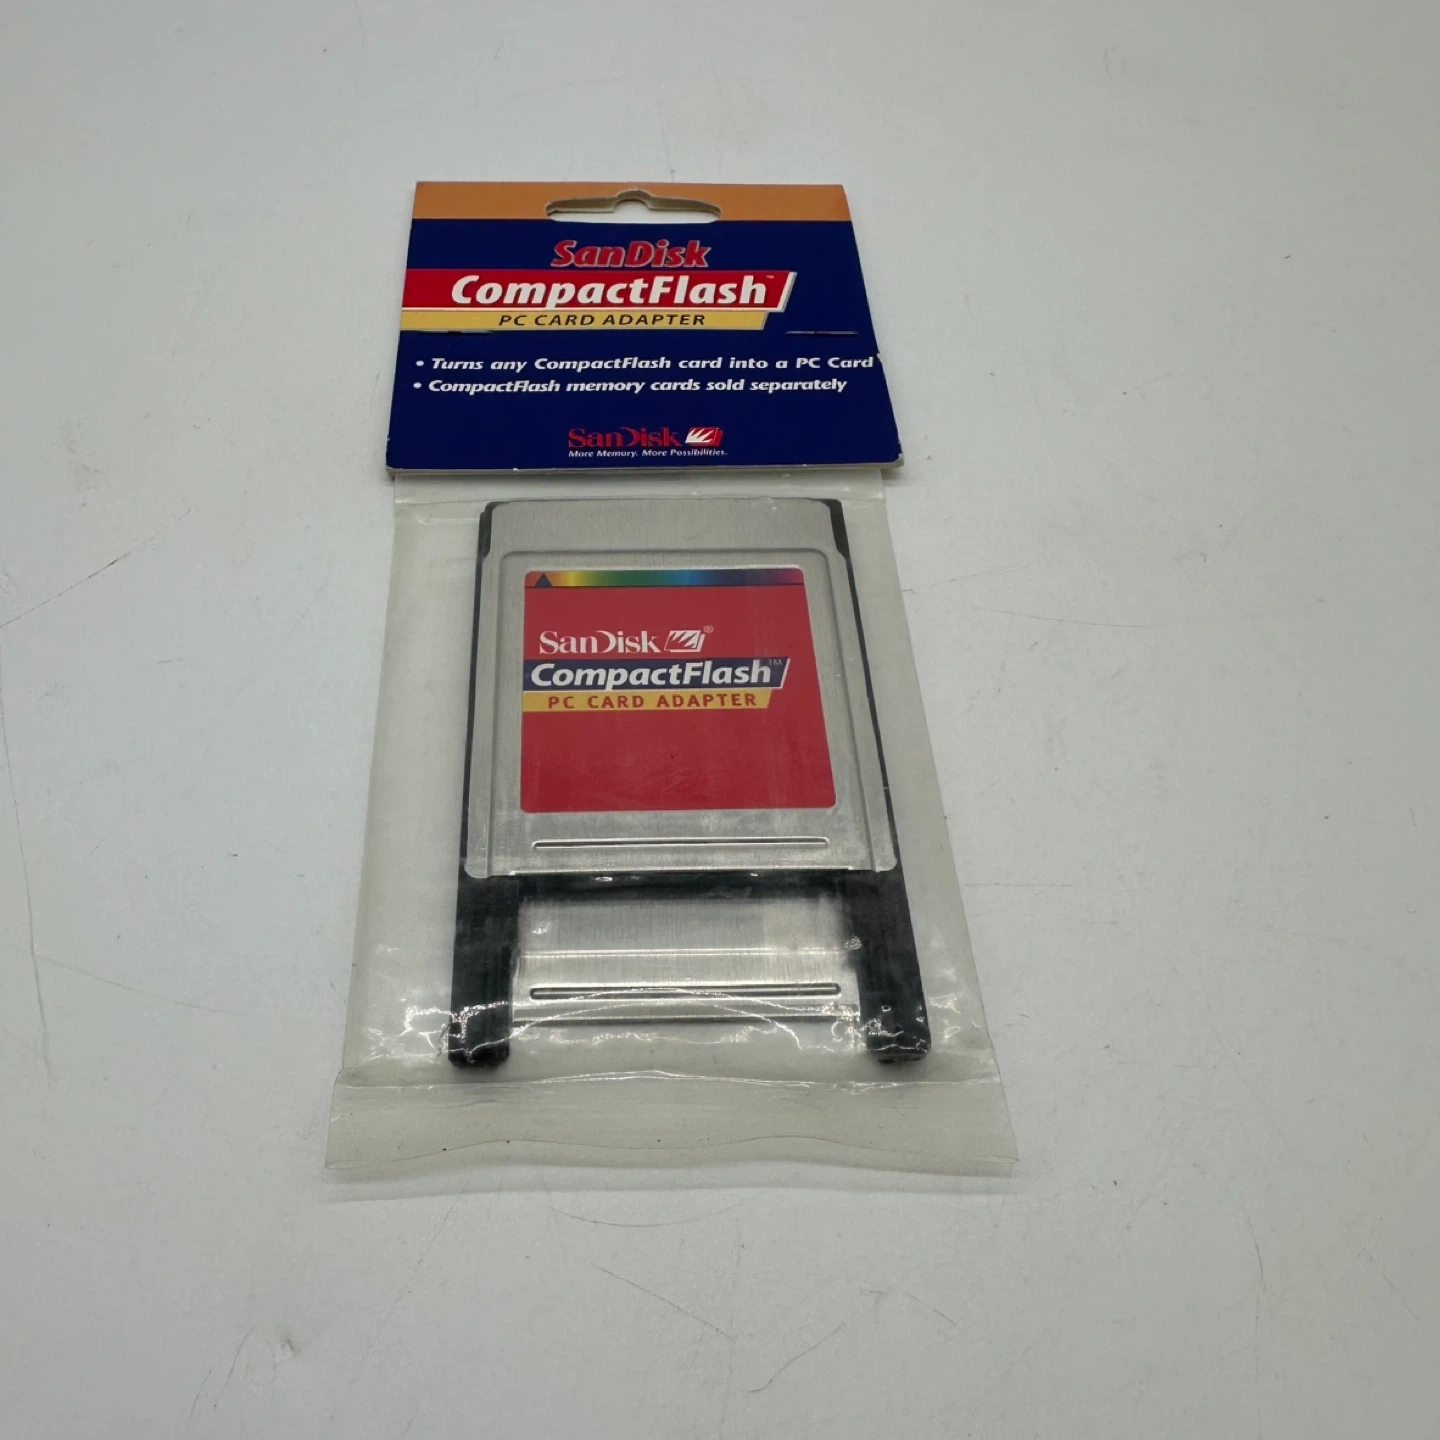 SanDisk
CompactFlash™
PC CARD ADAPTER
• Turns any CompactFlash card into a PC Card
• CompactFlash memory cards sold separately
SanDisk
More Memory. More Possibilities.
SanDisk ®
CompactFlash™
PC CARD ADAPTER